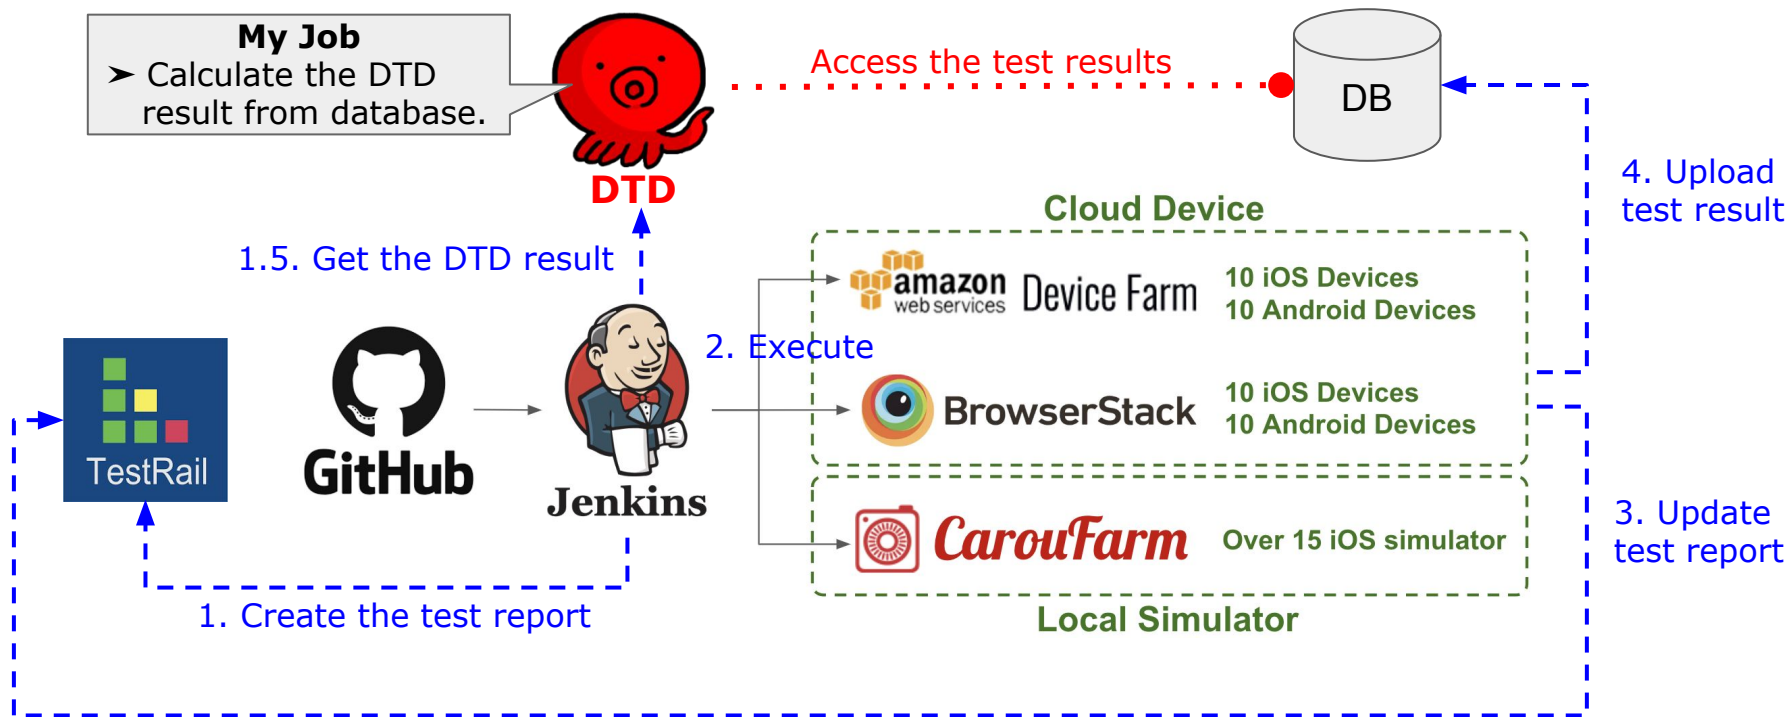 My Job
➤ Calculate the DTD
result from database.
DTD
Access the test results
DB
4. Upload
test result
1.5. Get the DTD result
Cloud Device
amazon
web services
Device Farm
10 iOS Devices
10 Android Devices
2. Execute
BrowserStack
10 iOS Devices
10 Android Devices
TestRail
GitHub
Jenkins
CarouFarm
Over 15 iOS simulator
3. Update
test report
1. Create the test report
Local Simulator